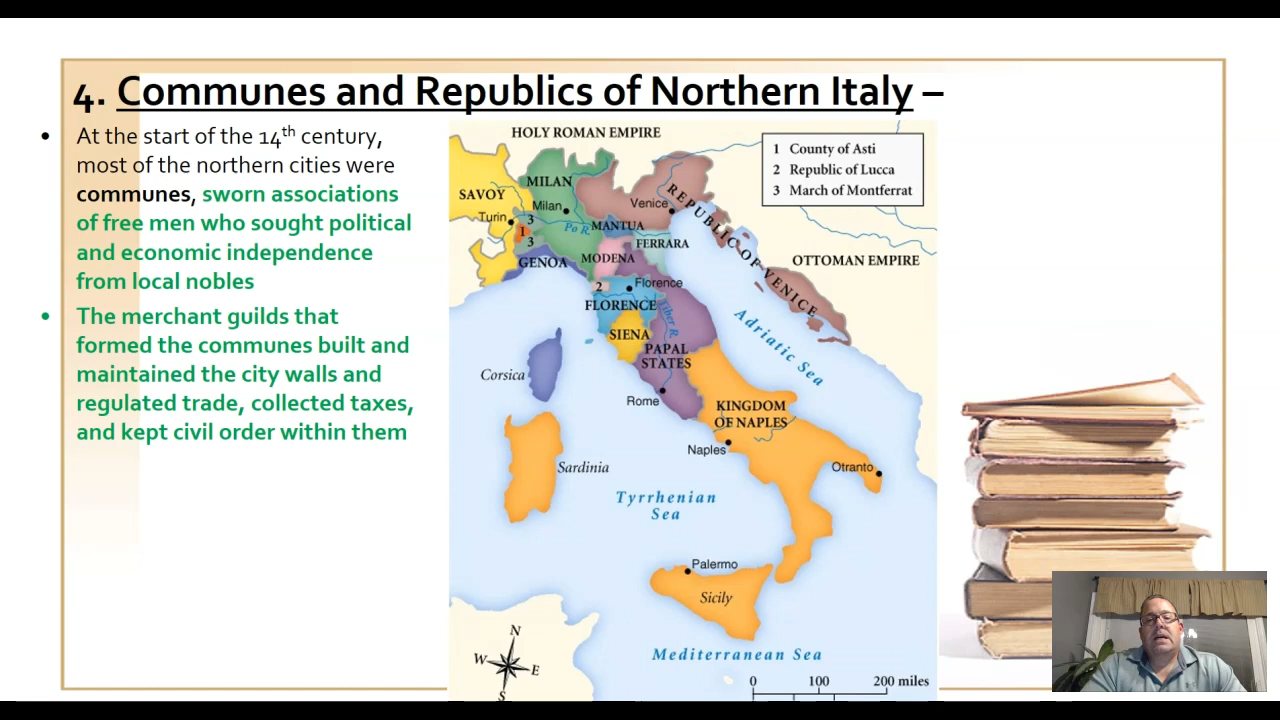 4. Communes and Republics of Northern Italy –
• At the start of the 14th century,
most of the northern cities were
communes, sworn associations
of free men who sought political
and economic independence
from local nobles
• The merchant guilds that
formed the communes built and
maintained the city walls and
regulated trade, collected taxes,
and kept civil order within them
HOLY ROMAN EMPIRE
1 County of Asti
2 Republic of Lucca
3 March of Montferrat
SAVOY
MILAN
Milan
Venice
REPUBLIC OF VENICE
Turin
3
1
3
Po R.
MANTUA
FERRARA
GENOA
MODENA
OTTOMAN EMPIRE
2
Florence
FLORENCE
Tiber R.
SIENA
PAPAL
STATES
Adriatic Sea
Corsica
Rome
KINGDOM
OF NAPLES
Naples
Otranto
Sardinia
Tyrrhenian
Sea
Palermo
Sicily
Mediterranean Sea
N
W
E
S
0 100 200 miles